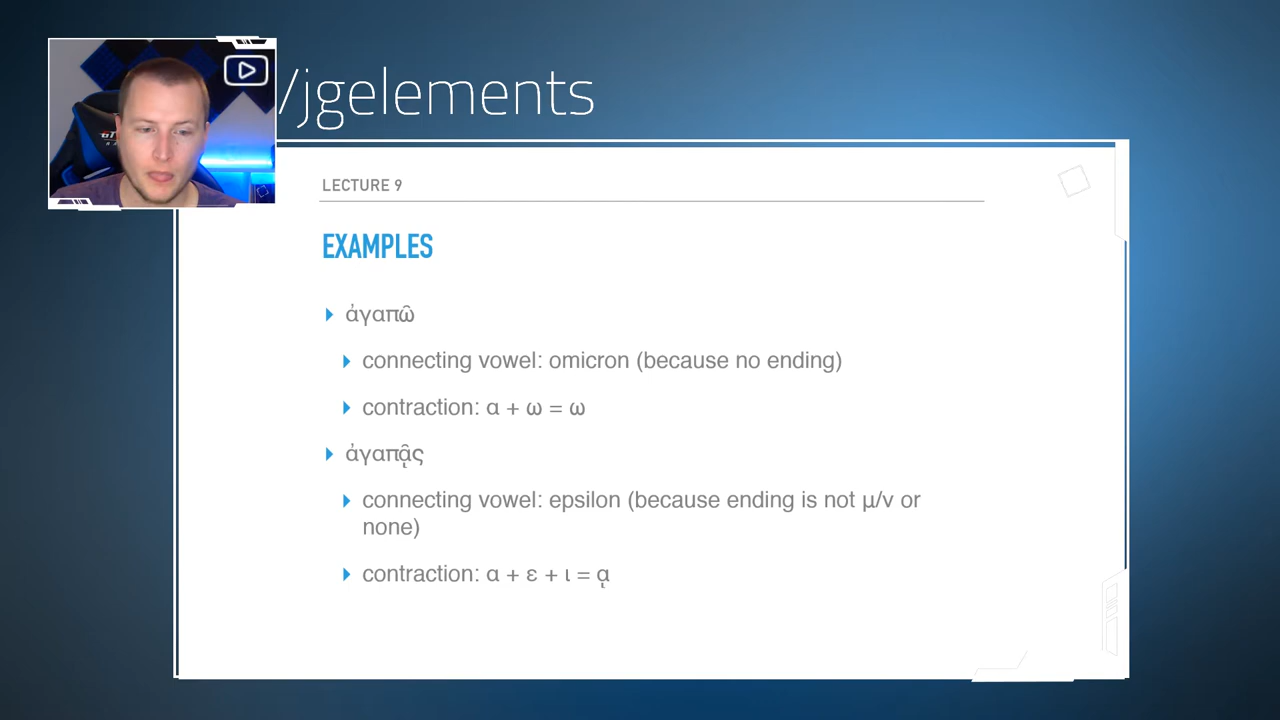 /jgelements
LECTURE 9
EXAMPLES
ἀγαπῶ
connecting vowel: omicron (because no ending)
contraction: α + ω = ω
ἀγαπᾷς
connecting vowel: epsilon (because ending is not μ/ν or
none)
contraction: α + ε + ι = ᾳ